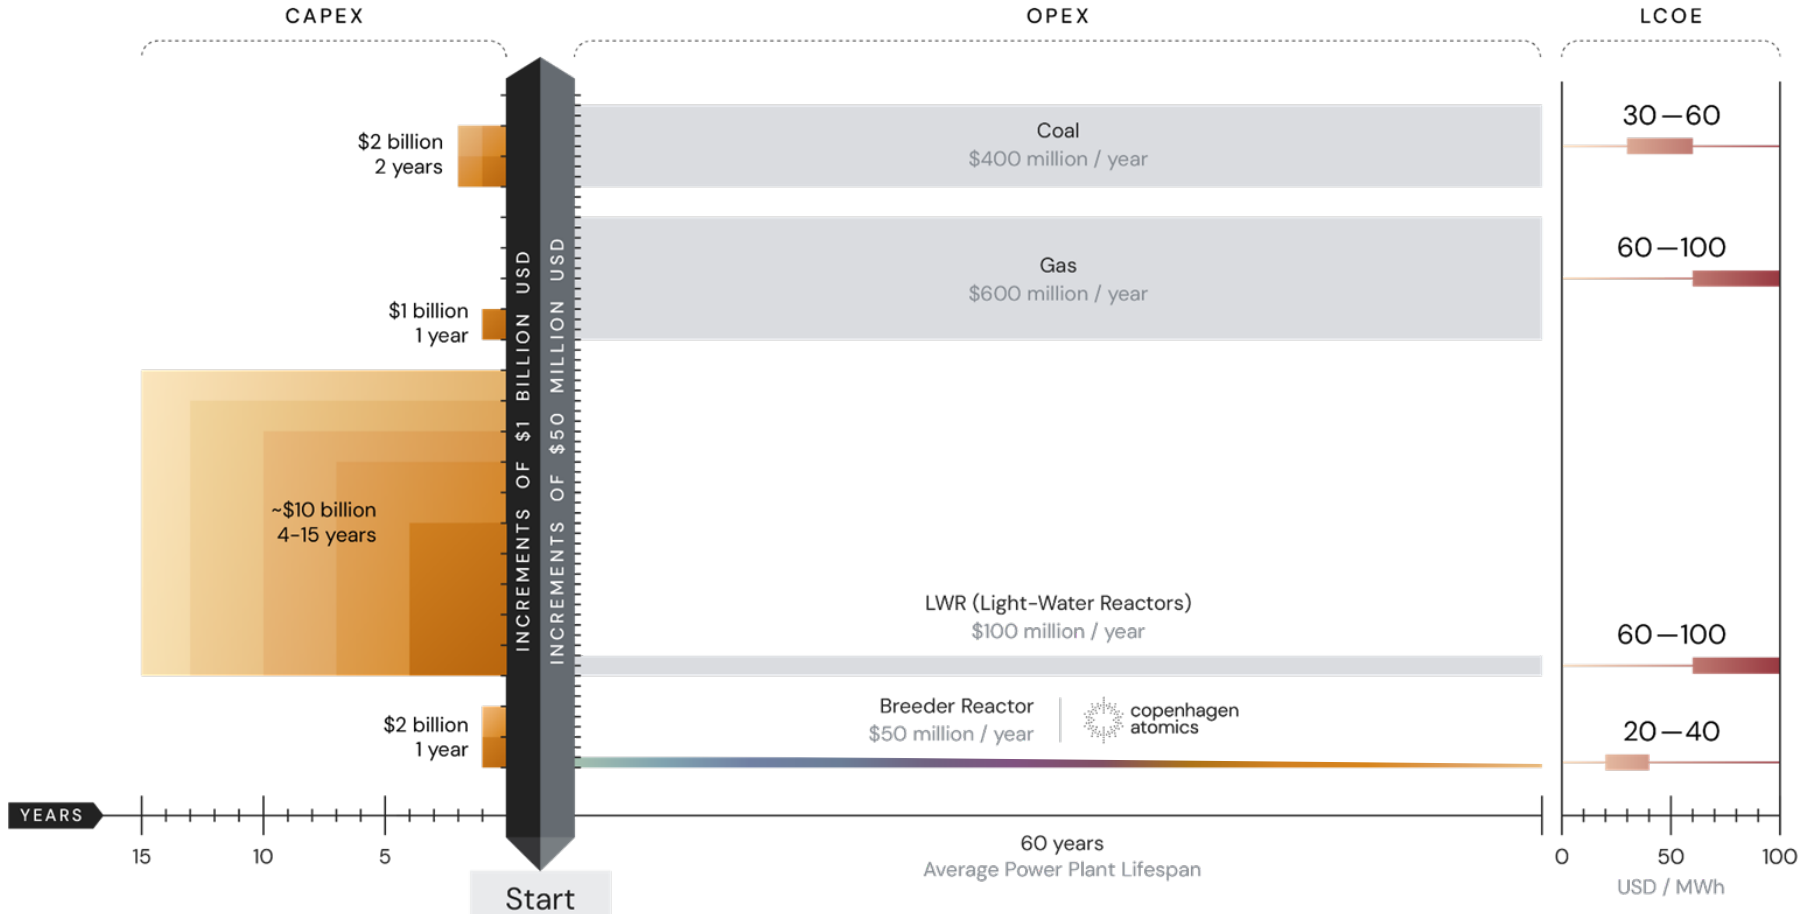 CAPEX
OPEX
LCOE
$2 billion
2 years
Coal
$400 million / year
30—60
$1 billion
1 year
Gas
$600 million / year
60—100
INCREMENTS OF $1 BILLION USD
INCREMENTS OF $50 MILLION USD
~$10 billion
4-15 years
LWR (Light-Water Reactors)
$100 million / year
60—100
$2 billion
1 year
Breeder Reactor
$50 million / year
copenhagen
atomics
20—40
YEARS
15 10 5
60 years
Average Power Plant Lifespan
0 50 100
USD / MWh
Start